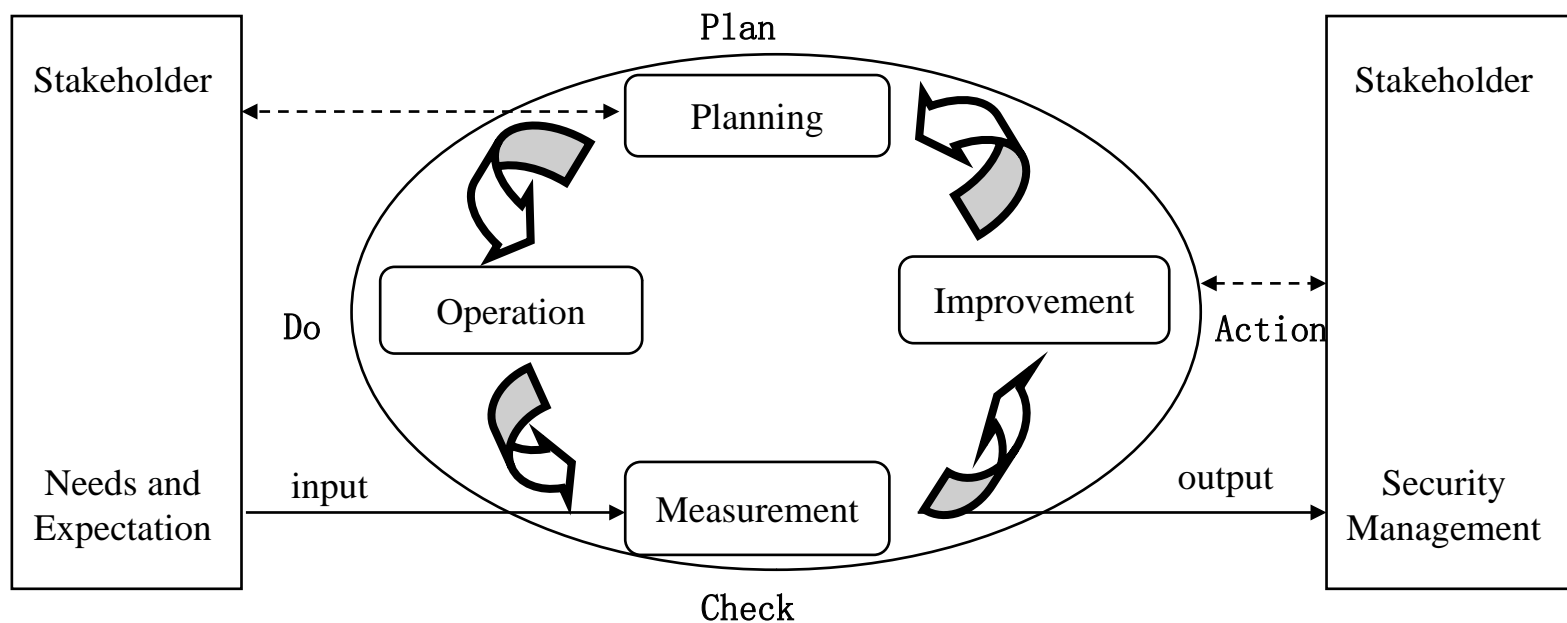 Plan
Stakeholder
Planning
Stakeholder
Operation
Improvement
Do
Action
Needs and
Expectation
input
Measurement
output
Security
Management
Check